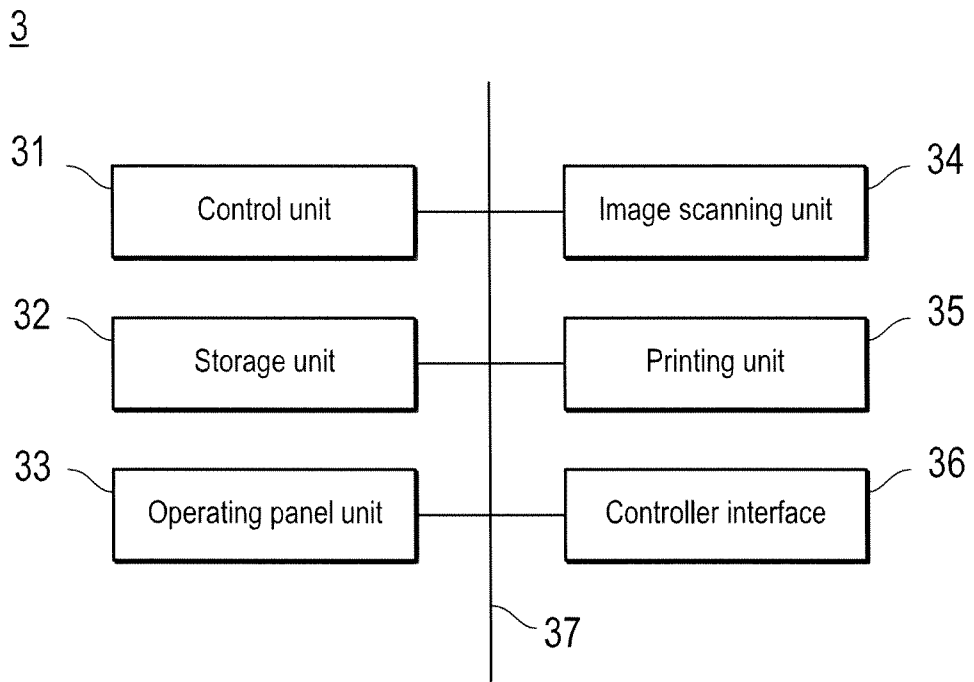 3
31
Control unit
34
Image scanning unit
32
Storage unit
35
Printing unit
33
Operating panel unit
36
Controller interface
37